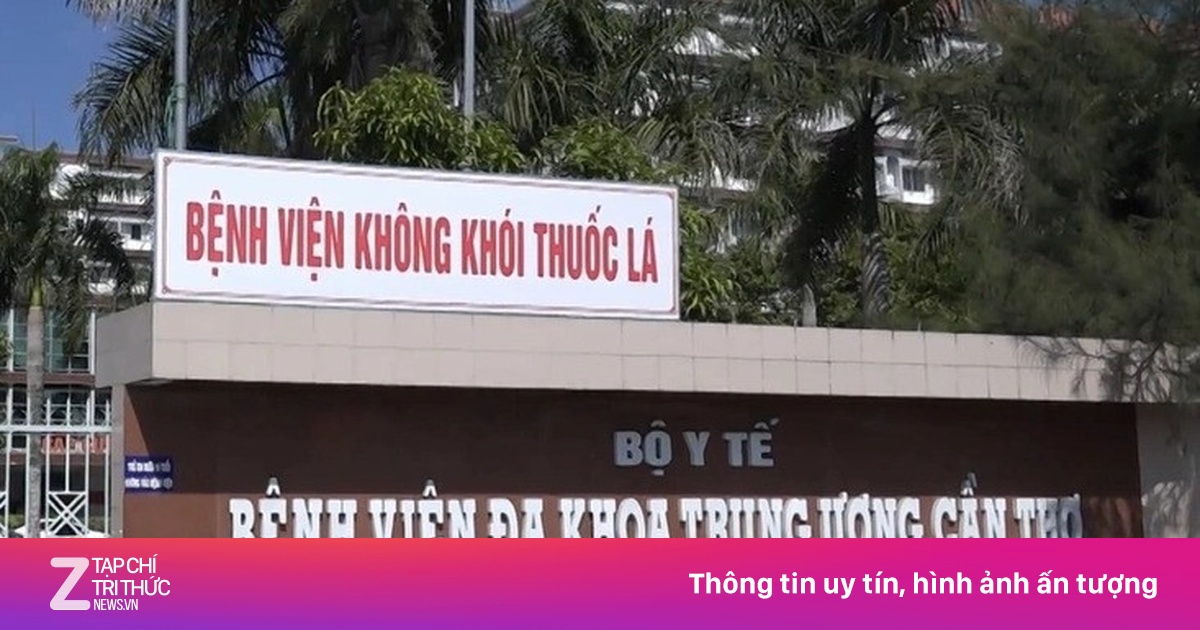 BỆNH VIỆN KHÔNG KHÓI THUỐC LÁ
BỘ Y TẾ
BỆNH VIỆN ĐA KHOA TRUNG ƯƠNG CẦN THƠ
Z TẠP CHÍ
TRI THỨC
NEWS.VN
Thông tin uy tín, hình ảnh ấn tượng